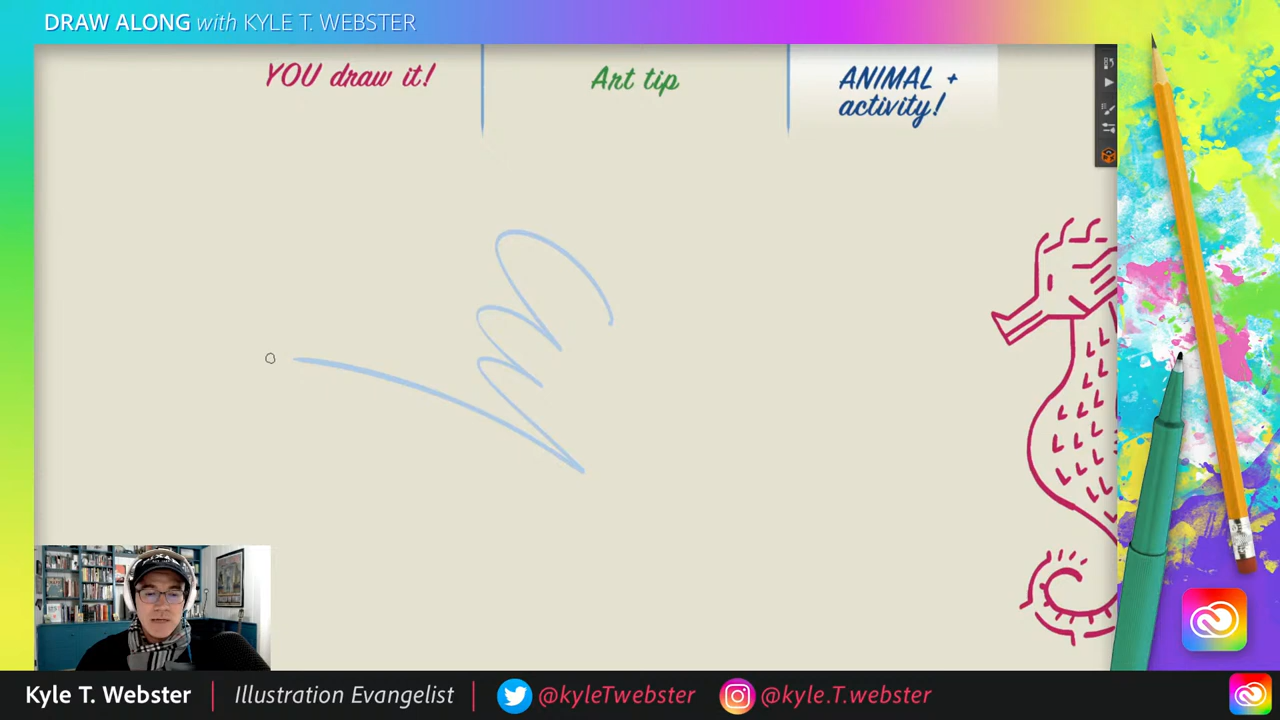 DRAW ALONG with KYLE T. WEBSTER
YOU draw it!
Art tip
ANIMAL +
activity!
Kyle T. Webster | Illustration Evangelist @kyleTwebster @kyle.T.webster